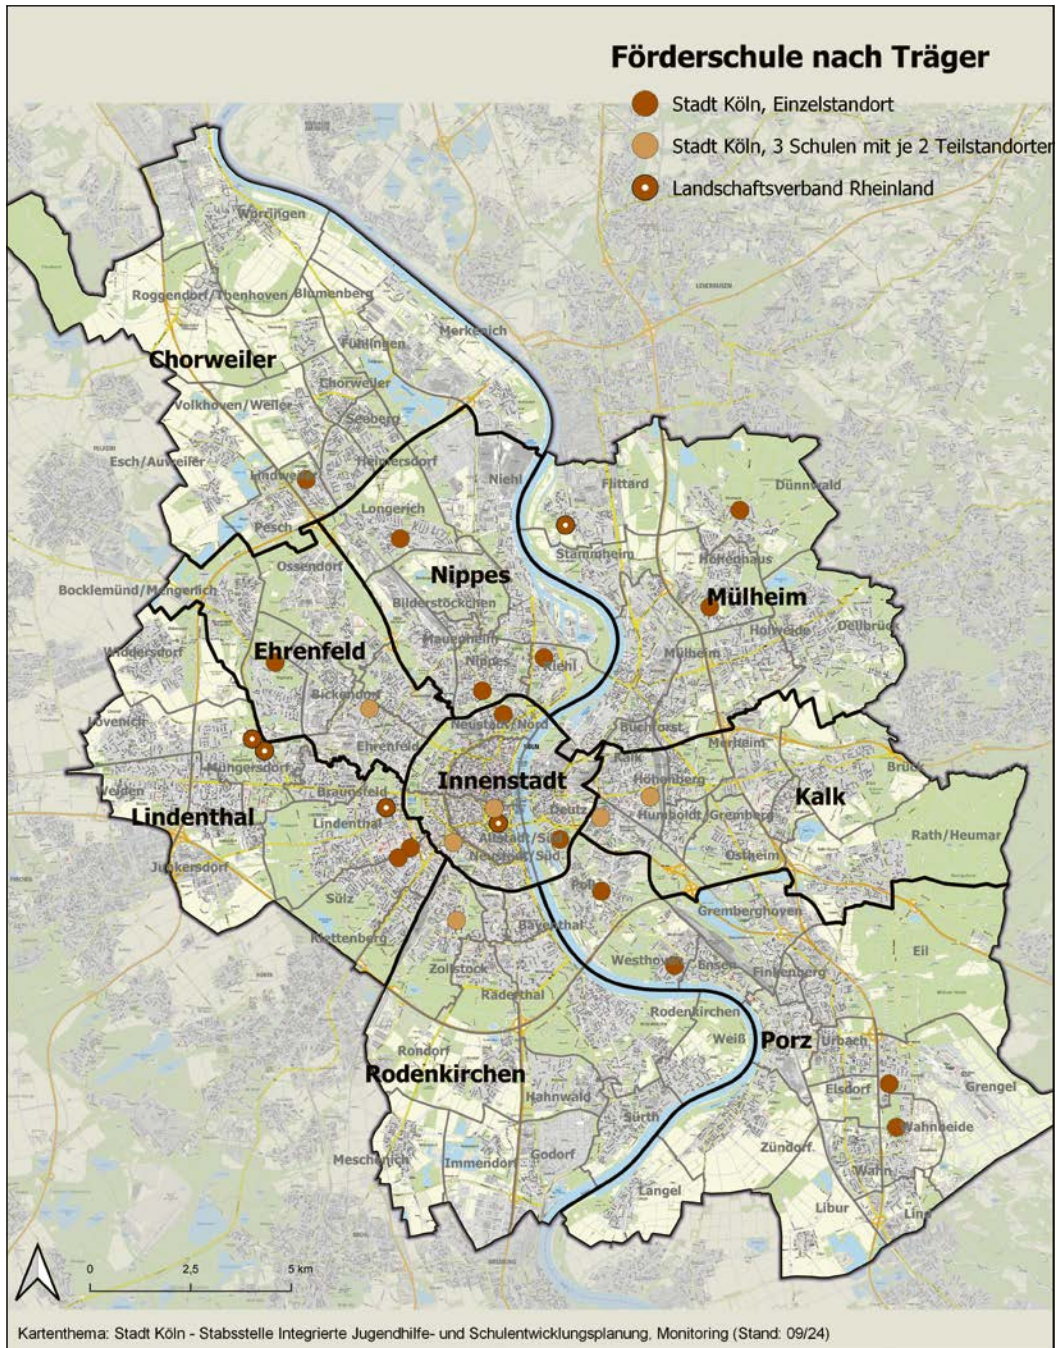 Förderschule nach Träger
Stadt Köln, Einzelstandort
Stadt Köln, 3 Schulen mit je 2 Teilstandorten
Landschaftsverband Rheinland
Worringen
Roggendorf/Thenhoven
Blumenberg
Merkenich
Fühlingen
Chorweiler
Chorweiler
Volkhoven/Weiler
Seeberg
Esch/Auweiler
Heimersdorf
Lindweiler
Niehl
Flittard
Dünnwald
Longerich
Pesch
Stammheim
Höhenhaus
Ossendorf
Nippes
Bocklemünd/Mengerich
Bilderstöckchen
Mülheim
Holweide
Dellbrück
Mauenheim
Widdersdorf
Ehrenfeld
Mülheim
Nippes
Riehl
Bickendorf
Lövenich
Neustadt/Nord
Buchforst
Ehrenfeld
Merheim
Kalk
Müngersdorf
Brück
Innenstadt
Höhenberg
Weiden
Braunsfeld
Kalk
Lindenthal
Lindenthal
Deutz
Humboldt/Gremberg
Altstadt/Süd
Rath/Heumar
Neustadt/Süd
Ostheim
Junkersdorf
Poll
Sülz
Gremberghoven
Klettenberg
Bayenthal
Eil
Westhoven
Ensen
Zollstock
Finkenberg
Raderthal
Rodenkirchen
Weiß
Porz
Urbach
Rondorf
Rodenkirchen
Elsdorf
Grengel
Hahnwald
Sürth
Wahnheide
Zündorf
Meschenich
Immendorf
Godorf
Wahn
Langel
Libur
Lind
0
2,5
5 km
Kartenthema: Stadt Köln - Stabsstelle Integrierte Jugendhilfe- und Schulentwicklungsplanung, Monitoring (Stand: 09/24)